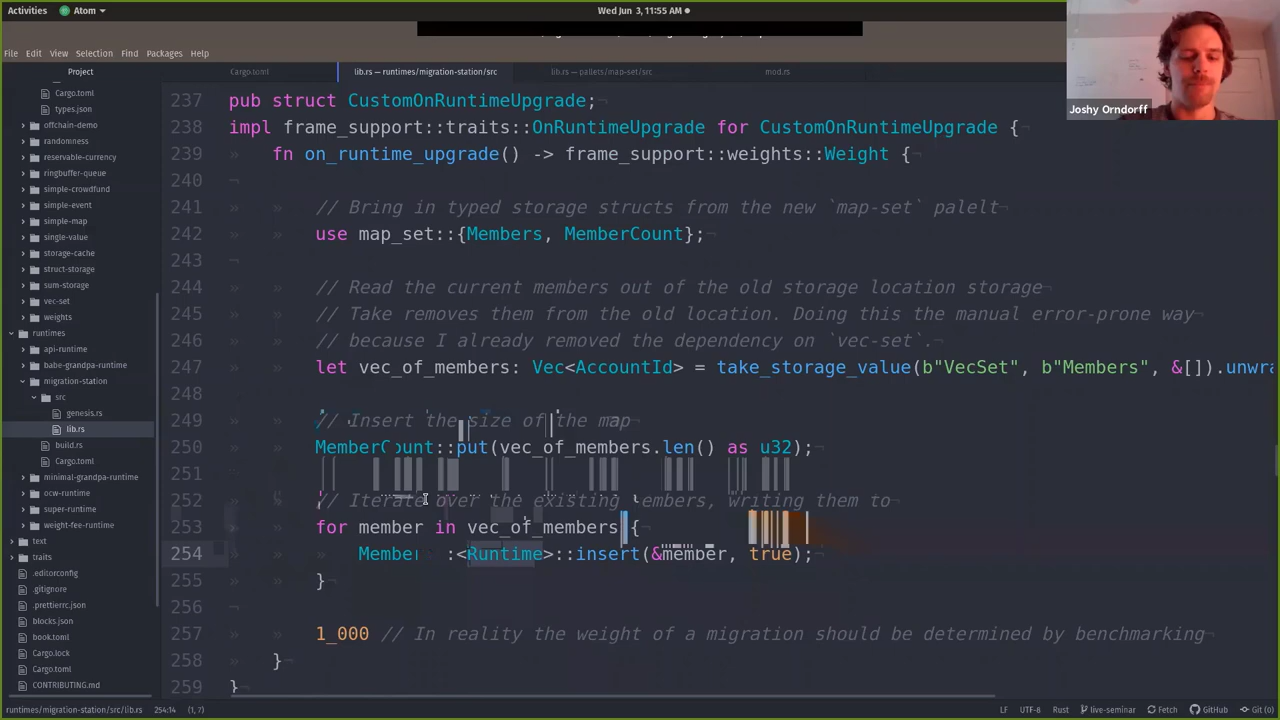 Activities
Atom
Wed Jun 3, 11:55 AM
File Edit View Selection Find Packages Help
Project
Cargo.toml
lib.rs — runtimes/migration-station/src
lib.rs — pallets/map-set/src
mod.rs
Joshy Orndorff
Cargo.toml
types.json
offchain-demo
randomness
reservable-currency
ringbuffer-queue
simple-crowdfund
simple-event
simple-map
single-value
storage-cache
struct-storage
sum-storage
vec-set
weights
runtimes
api-runtime
babe-grandpa-runtime
migration-station
src
genesis.rs
lib.rs
build.rs
Cargo.toml
minimal-grandpa-runtime
ocw-runtime
super-runtime
weight-fee-runtime
text
traits
.editorconfig
.gitignore
.prettierrc.json
blocks.json
book.toml
Cargo.lock
Cargo.toml
CONTRIBUTING.md
237 pub struct CustomOnRuntimeUpgrade;
238 impl frame_support::traits::OnRuntimeUpgrade for CustomOnRuntimeUpgrade {
239 fn on_runtime_upgrade() -> frame_support::weights::Weight {
240
241 // Bring in typed storage structs from the new `map-set` palelt
242 use map_set::{Members, MemberCount};
243
244 // Read the current members out of the old storage location storage
245 // Take removes them from the old location. Doing this the manual error-prone way
246 // because I already removed the dependency on `vec-set`.
247 let vec_of_members: Vec<AccountId> = take_storage_value(b"VecSet", b"Members", &[]).unwra
248
249 // Insert the size of the map
250 MemberCount::put(vec_of_members.len() as u32);
251
252 // Iterate over the existing members, writing them to
253 for member in vec_of_members {
254 Member :<Runtime>::insert(&member, true);
255 }
256
257 1_000 // In reality the weight of a migration should be determined by benchmarking
258 }
259 }
runtimes/migration-station/src/lib.rs 254:14 (1, 7)
LF UTF-8 Rust live-seminar Fetch GitHub Git (0)